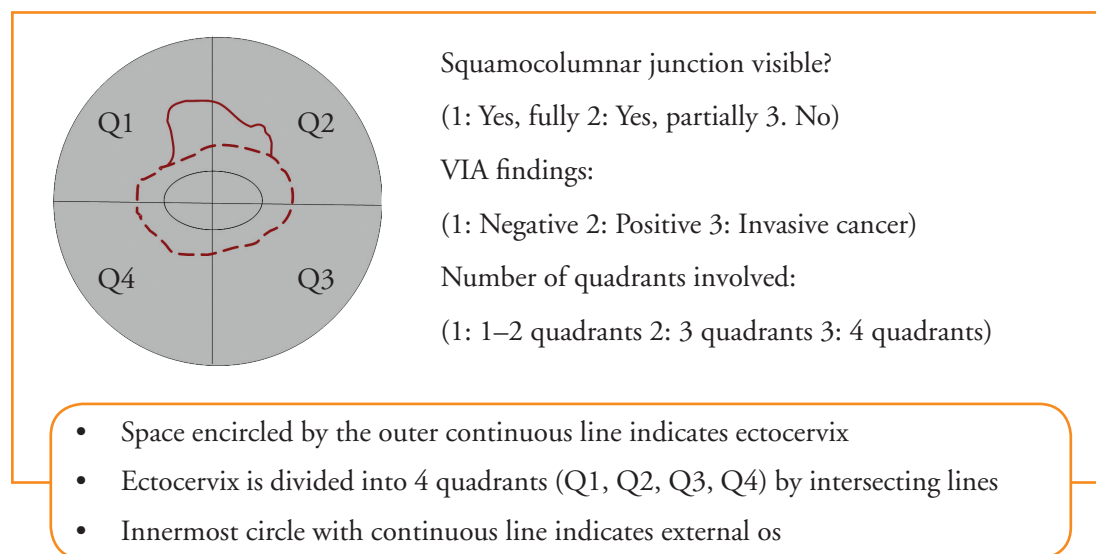 Q1
Q2
Q4
Q3
Squamocolumnar junction visible?
(1: Yes, fully 2: Yes, partially 3. No)
VIA findings:
(1: Negative 2: Positive 3: Invasive cancer)
Number of quadrants involved:
(1: 1–2 quadrants 2: 3 quadrants 3: 4 quadrants)
• Space encircled by the outer continuous line indicates ectocervix
• Ectocervix is divided into 4 quadrants (Q1, Q2, Q3, Q4) by intersecting lines
• Innermost circle with continuous line indicates external os